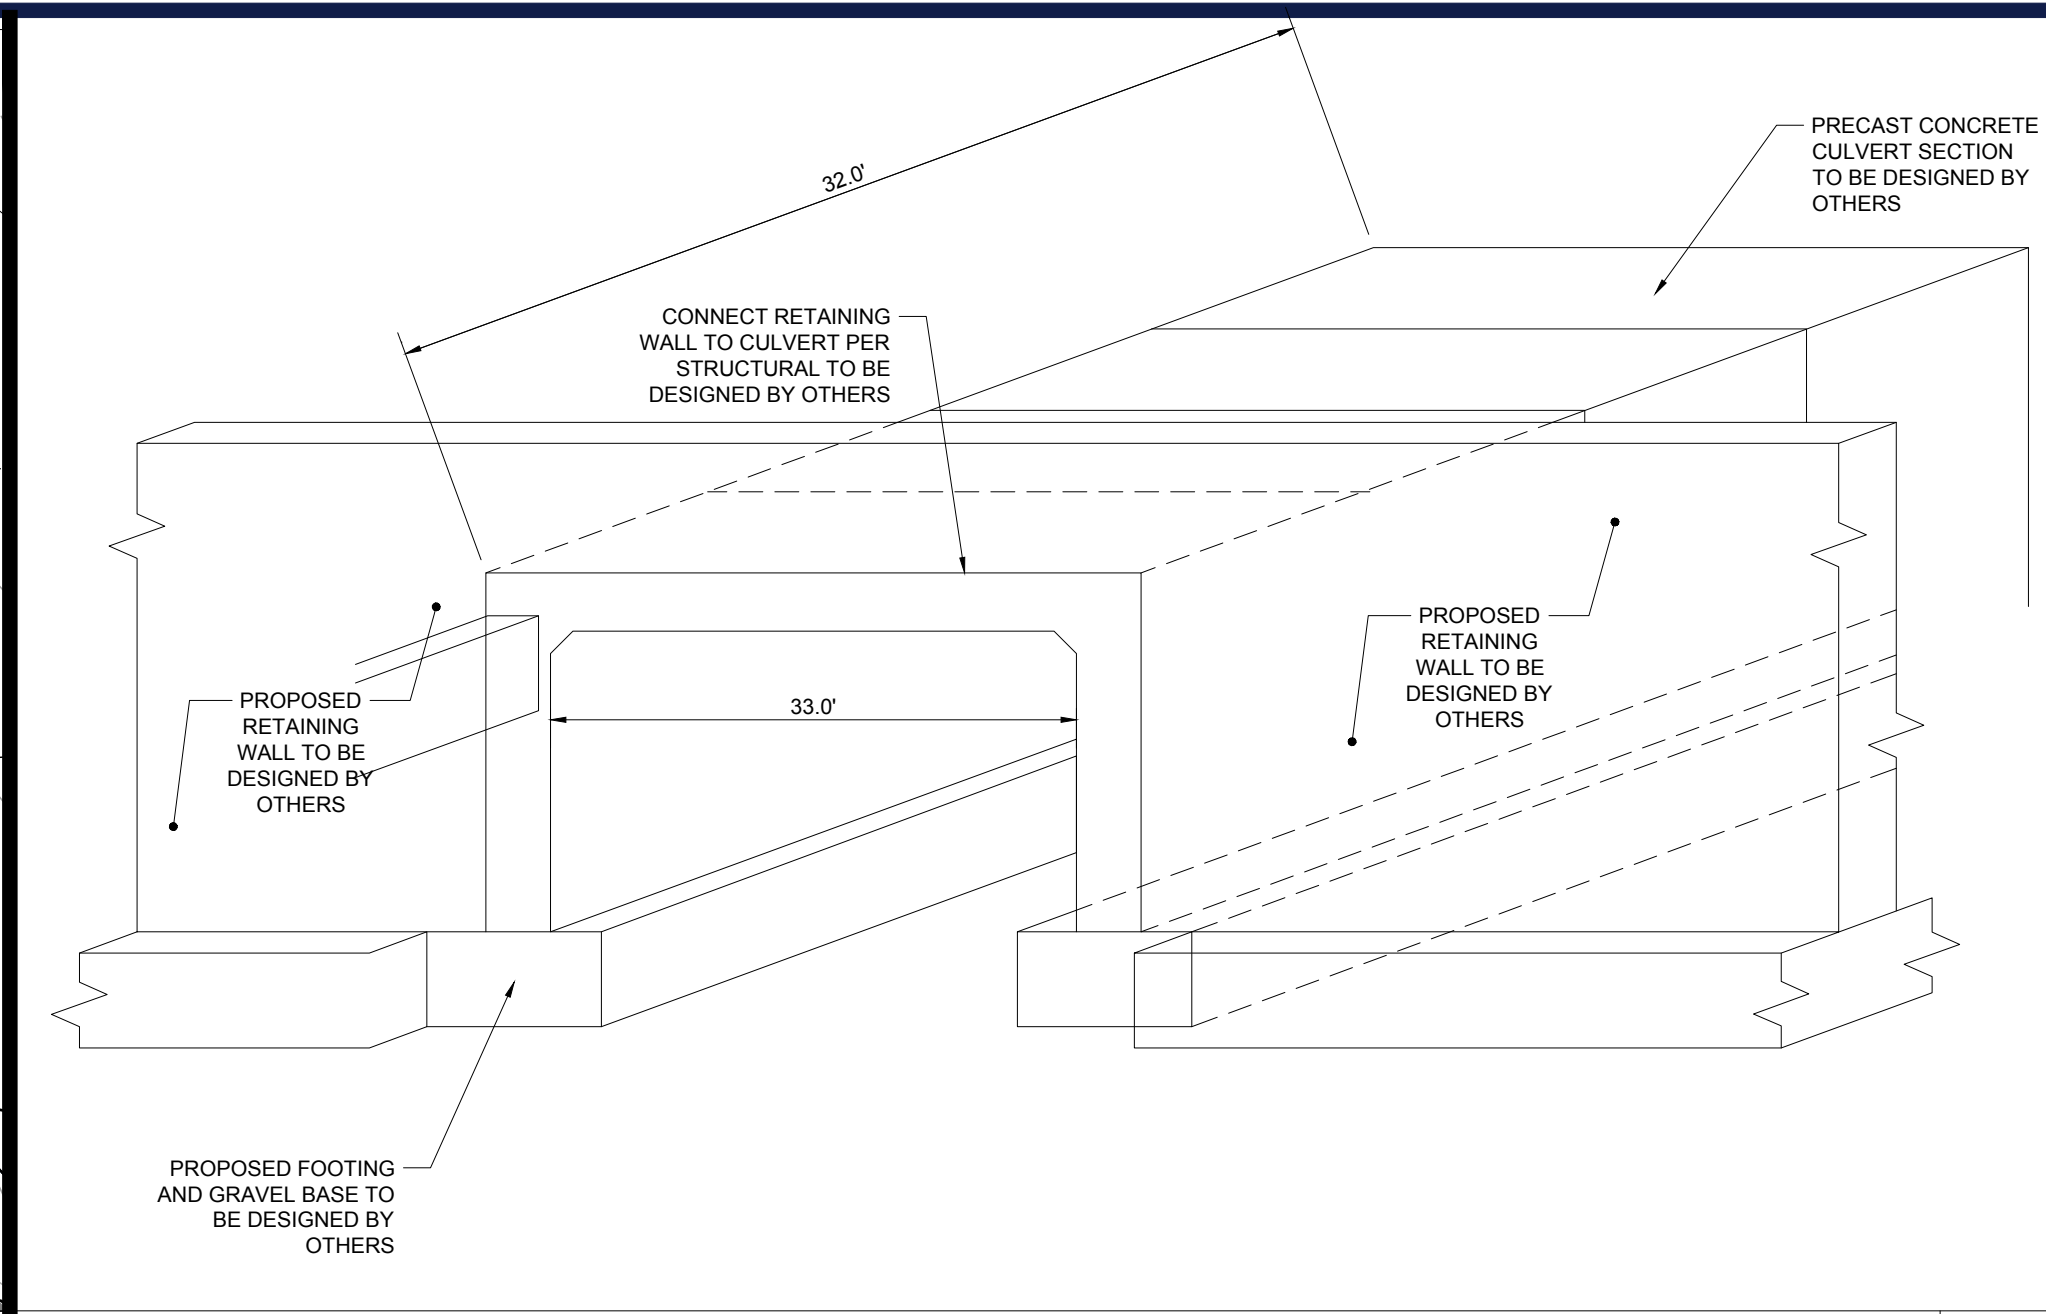 32.0'
PRECAST CONCRETE
CULVERT SECTION
TO BE DESIGNED BY
OTHERS
CONNECT RETAINING
WALL TO CULVERT PER
STRUCTURAL TO BE
DESIGNED BY OTHERS
PROPOSED
RETAINING
WALL TO BE
DESIGNED BY
OTHERS
33.0'
PROPOSED
RETAINING
WALL TO BE
DESIGNED BY
OTHERS
PROPOSED FOOTING
AND GRAVEL BASE TO
BE DESIGNED BY
OTHERS